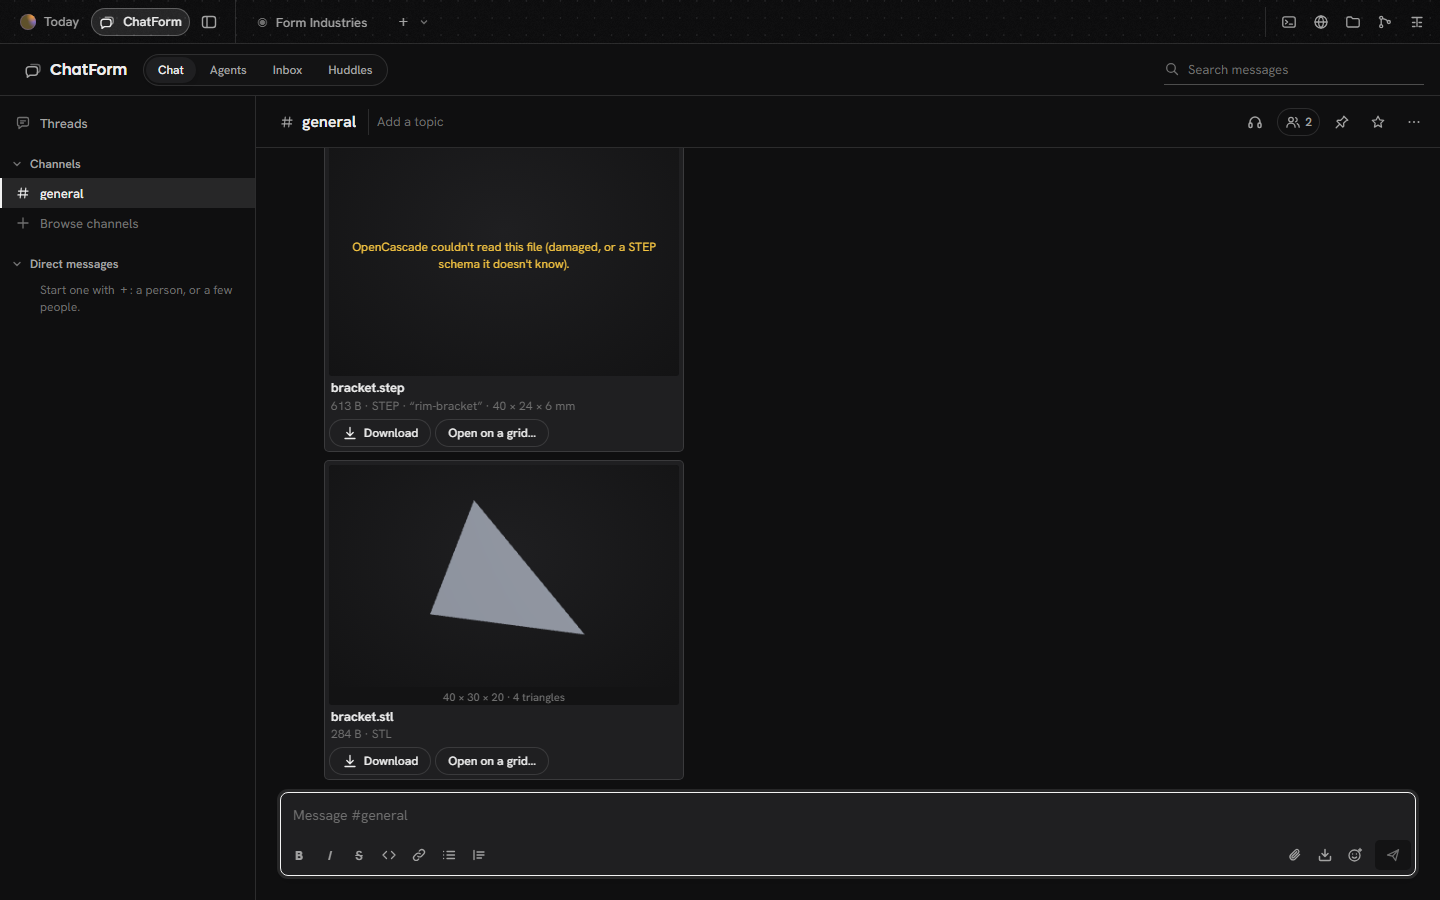 Today
ChatForm
Form Industries
ChatForm
Chat
Agents
Inbox
Huddles
Search messages
Threads
Channels
# general
Browse channels
Direct messages
Start one with + : a person, or a few
people.
# general
Add a topic
2
OpenCascade couldn't read this file (damaged, or a STEP
schema it doesn't know).
bracket.step
613 B · STEP · “rim-bracket” · 40 × 24 × 6 mm
Download
Open on a grid...
40 × 30 × 20 · 4 triangles
bracket.stl
284 B · STL
Download
Open on a grid...
Message #general
B
I
S